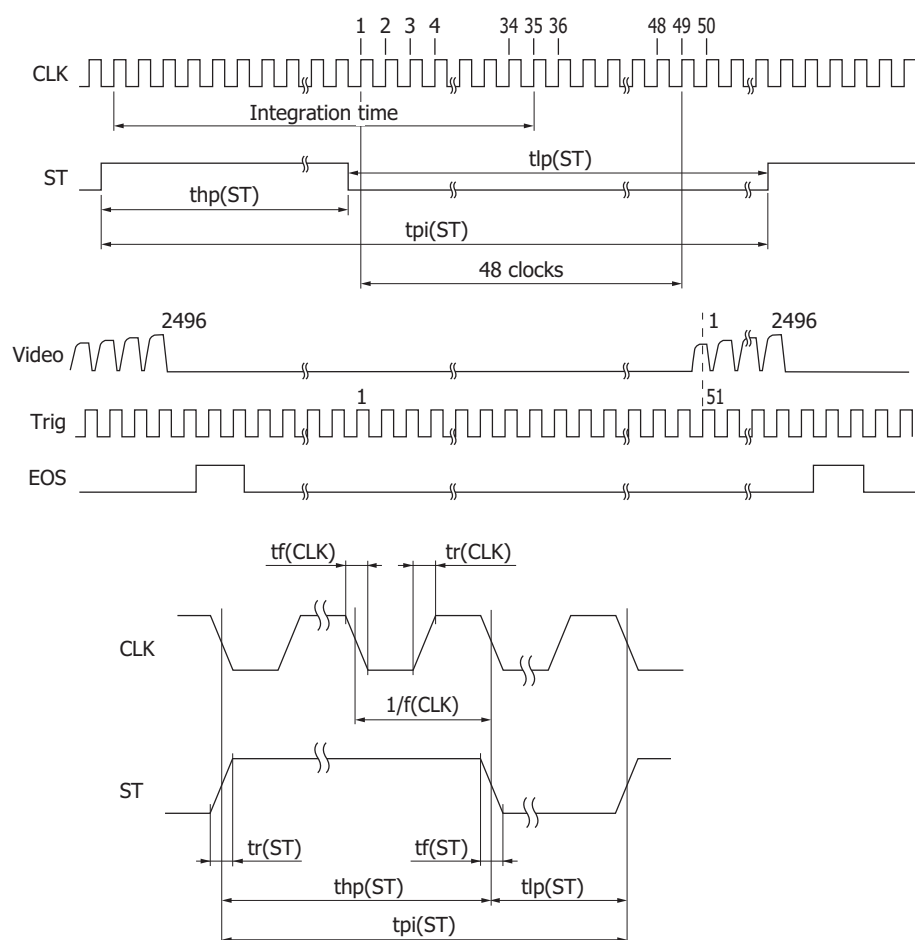 1 2 3 4 34 35 36 48 49 50
CLK
Integration time
ST
tlp(ST)
thp(ST)
tpi(ST)
48 clocks
2496 1 2496
Video
1 51
Trig
EOS
tf(CLK) tr(CLK)
CLK
1/f(CLK)
ST
tr(ST) tf(ST)
thp(ST) tlp(ST)
tpi(ST)